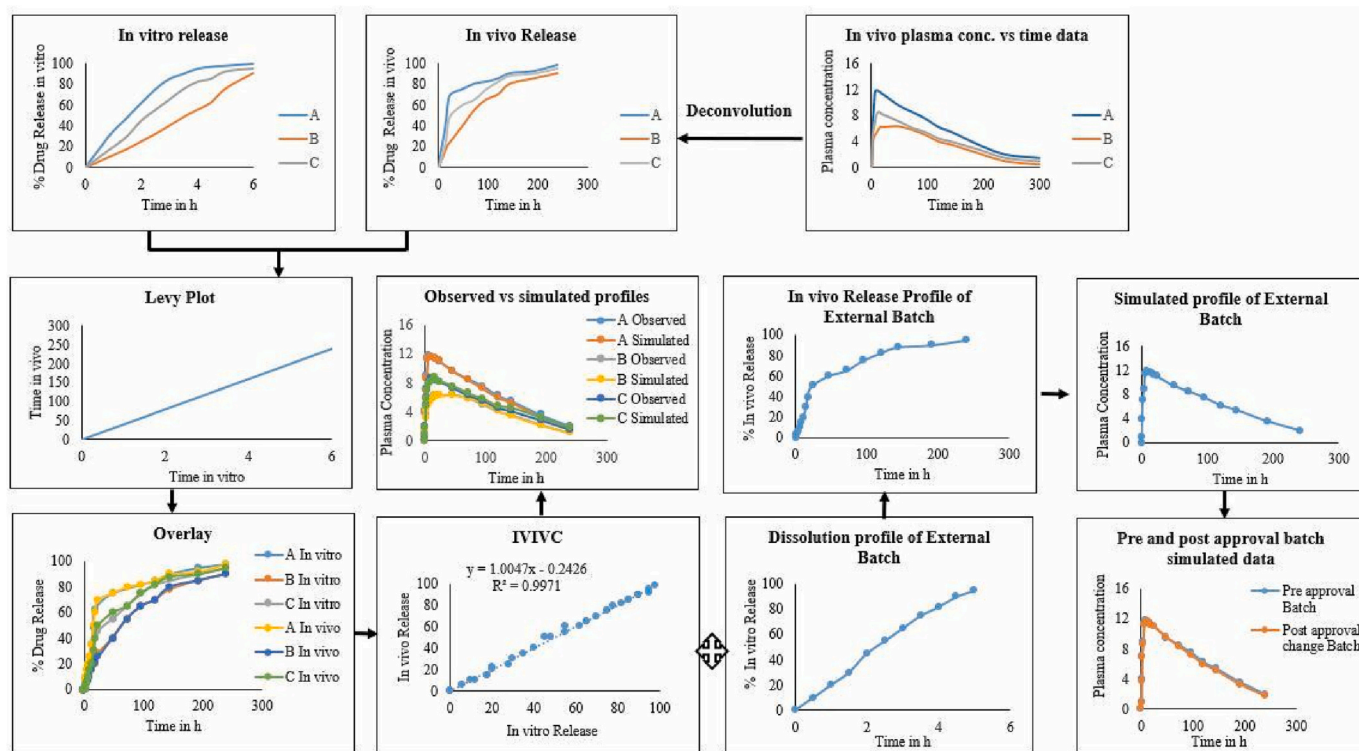 In vitro release
% Drug Release in vitro
100
80
60
40
20
0
0 2 4 6
Time in h
A
B
C
In vivo Release
% Drug Release in vivo
100
80
60
40
20
0
0 100 200 300
Time in h
A
B
C
Deconvolution
In vivo plasma conc. vs time data
Plasma concentration
16
12
8
4
0
0 100 200 300
Time in h
A
B
C
Levy Plot
Time in vivo
300
250
200
150
100
50
0
0 2 4 6
Time in vitro
Observed vs simulated profiles
Plasma Concentration
16
12
8
4
0
0 100 200 300
Time in h
A Observed
A Simulated
B Observed
B Simulated
C Observed
C Simulated
In vivo Release Profile of
External Batch
% In vivo Release
100
80
60
40
20
0
0 100 200 300
Time in h
Simulated profile of External
Batch
Plasma Concentration
16
12
8
4
0
0 100 200 300
Time in h
Overlay
% Drug Release
100
80
60
40
20
0
0 100 200 300
Time in h
A In vitro
B In vitro
C In vitro
A In vivo
B In vivo
C In vivo
IVIVC
y = 1.0047x - 0.2426
R² = 0.9971
In vivo Release
100
80
60
40
20
0
0 20 40 60 80 100
In vitro Release
Dissolution profile of External
Batch
% In vitro Release
100
80
60
40
20
0
0 2 4 6
Time in h
Pre and post approval batch
simulated data
Plasma concentration
16
12
8
4
0
0 100 200 300
Time in h
Pre approval
Batch
Post approval
change Batch